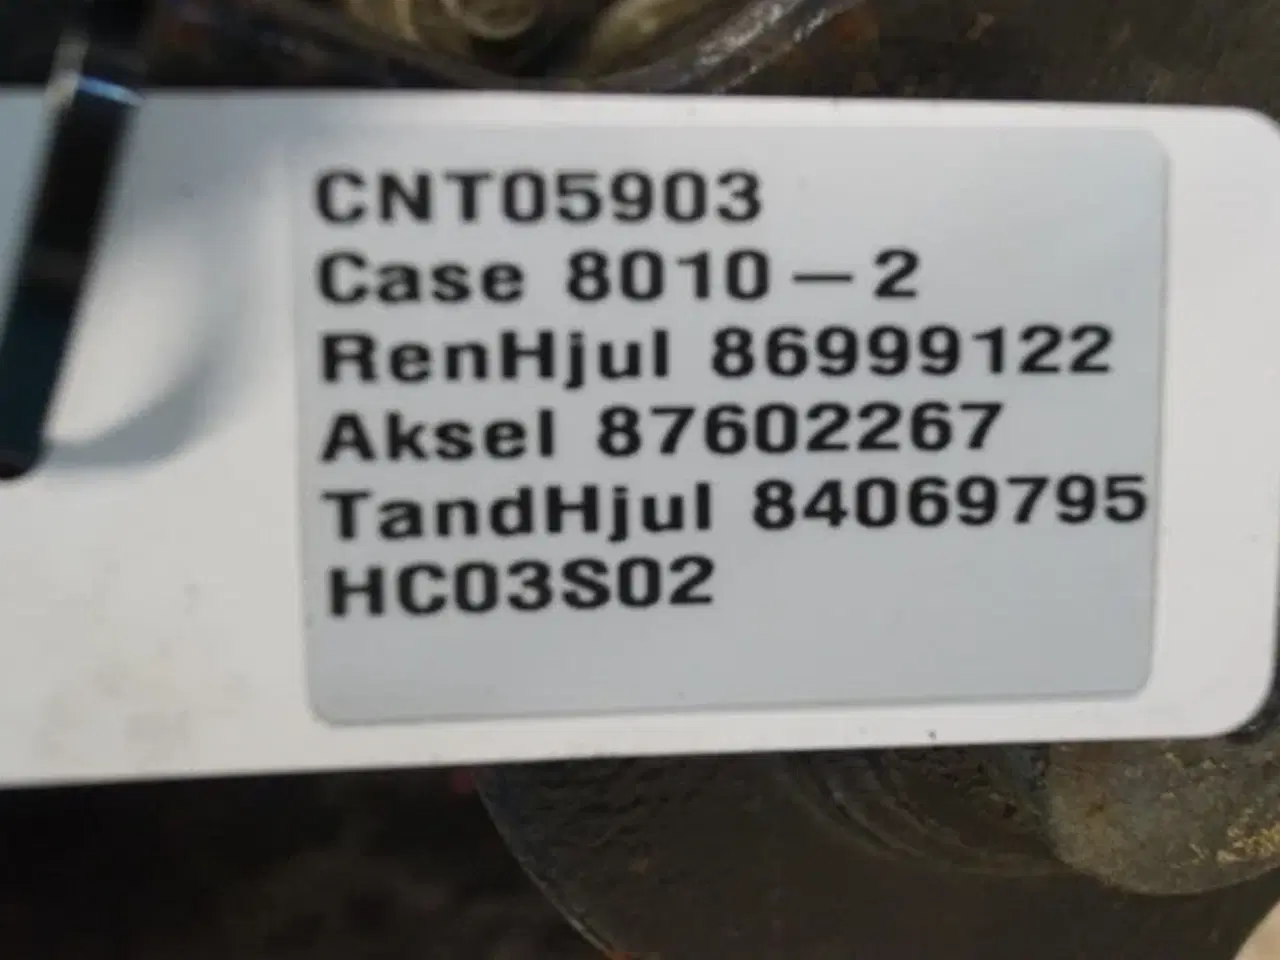 CNT05903
Case 8010 – 2
RenHjul 86999122
Aksel 87602267
TandHjul 84069795
HC03S02